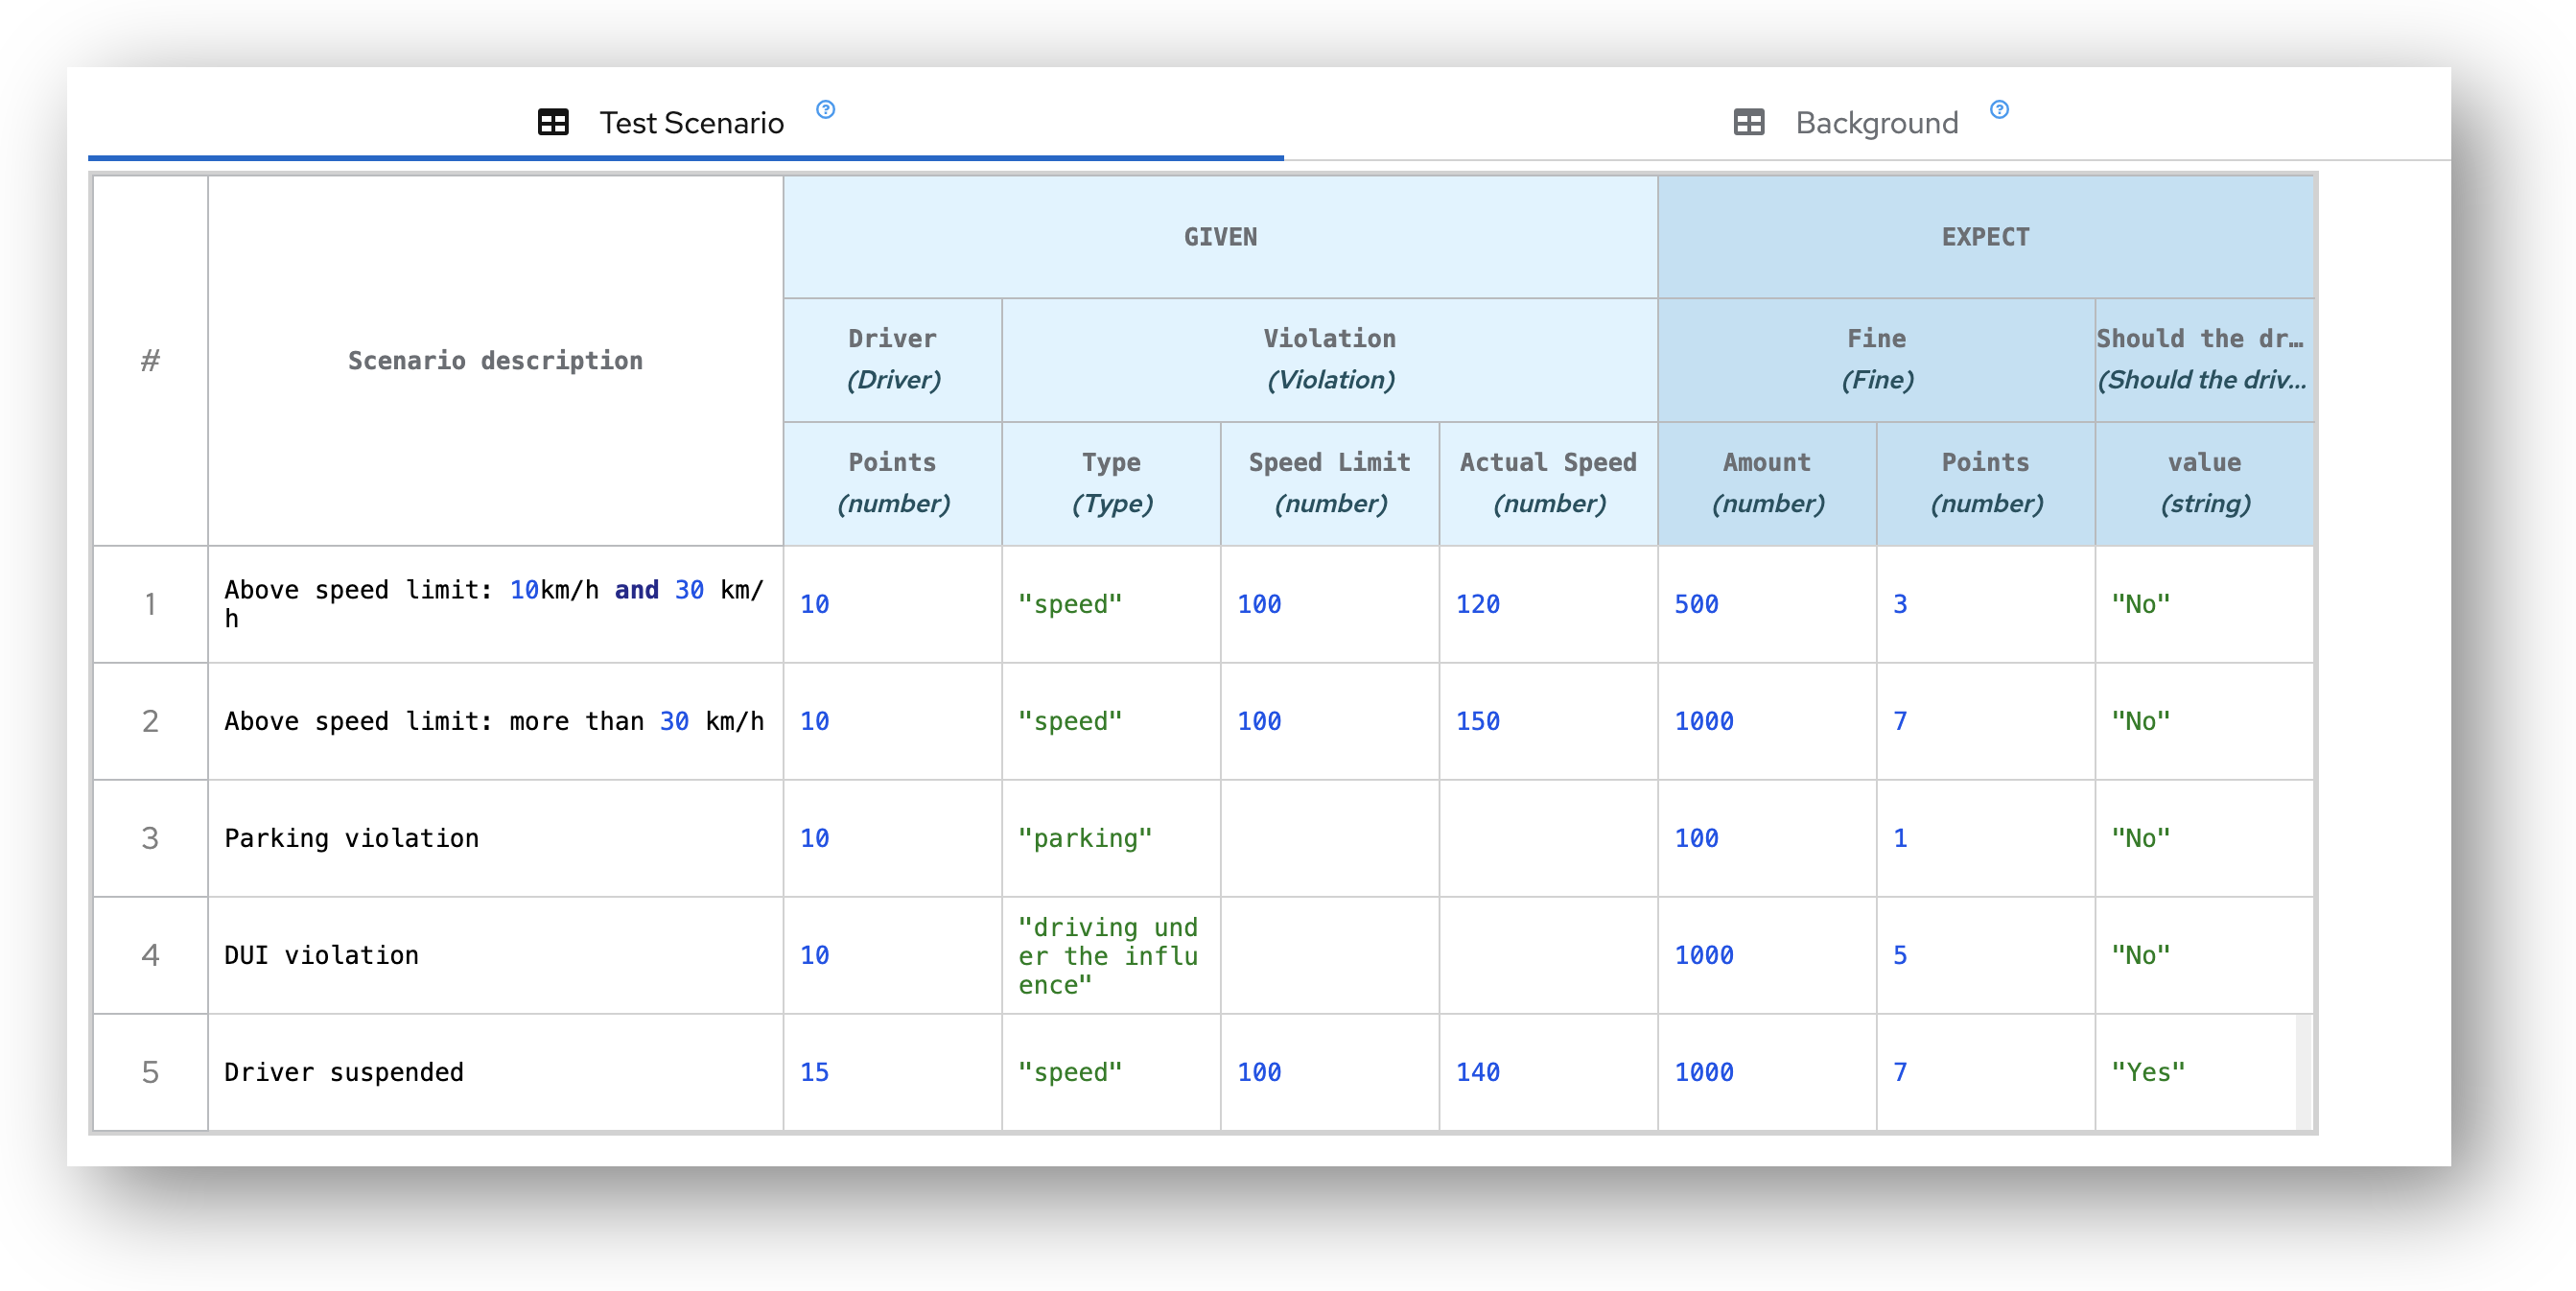 Test Scenario ?
Background ?
#
Scenario description
GIVEN
EXPECT
Driver
(Driver)
Violation
(Violation)
Fine
(Fine)
Should the dr…
(Should the driv...
Points
(number)
Type
(Type)
Speed Limit
(number)
Actual Speed
(number)
Amount
(number)
Points
(number)
value
(string)
1
Above speed limit: 10km/h and 30 km/
h
10
"speed"
100
120
500
3
"No"
2
Above speed limit: more than 30 km/h
10
"speed"
100
150
1000
7
"No"
3
Parking violation
10
"parking"
100
1
"No"
4
DUI violation
10
"driving und
er the influ
ence"
1000
5
"No"
5
Driver suspended
15
"speed"
100
140
1000
7
"Yes"